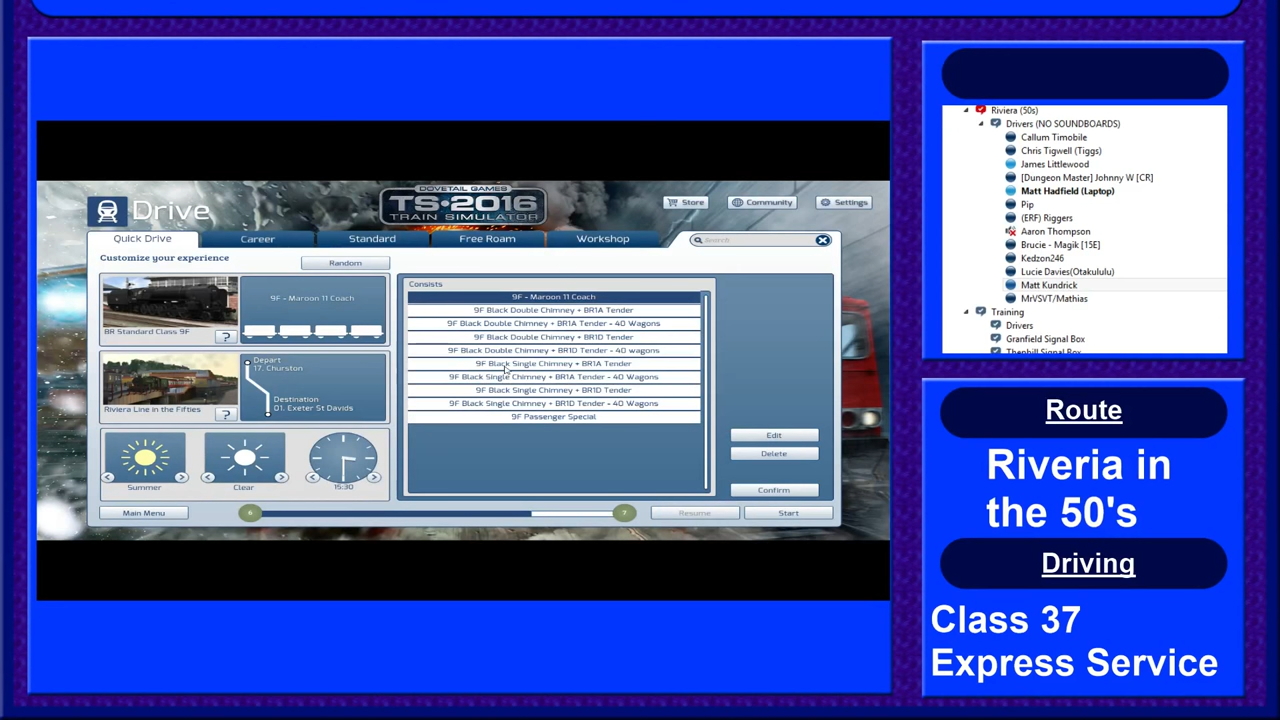 DOVETAIL GAMES
TS·2016
TRAIN SIMULATOR
Drive
Store
Community
Settings
Quick Drive
Career
Standard
Free Roam
Workshop
Search
Customize your experience
Random
BR Standard Class 9F
?
9F - Maroon 11 Coach
Riviera Line in the Fifties
?
Depart
17. Churston
Destination
01. Exeter St Davids
Summer
Clear
15:30
Consists
9F - Maroon 11 Coach
9F Black Double Chimney + BR1A Tender
9F Black Double Chimney + BR1A Tender - 40 Wagons
9F Black Double Chimney + BR1D Tender
9F Black Double Chimney + BR1D Tender - 40 wagons
9F Black Single Chimney + BR1A Tender
9F Black Single Chimney + BR1A Tender - 40 Wagons
9F Black Single Chimney + BR1D Tender
9F Black Single Chimney + BR1D Tender - 40 Wagons
9F Passenger Special
Edit
Delete
Confirm
Main Menu
6
7
Resume
Start
Riviera (50s)
Drivers (NO SOUNDBOARDS)
Callum Timobile
Chris Tigwell (Tiggs)
James Littlewood
[Dungeon Master] Johnny W [CR]
Matt Hadfield (Laptop)
Pip
(ERF) Riggers
Aaron Thompson
Brucie - Magik [15E]
Kedzon246
Lucie Davies(Otakululu)
Matt Kundrick
MrVSVT/Mathias
Training
Drivers
Granfield Signal Box
Thenhill Signal Box
Route
Riveria in
the 50's
Driving
Class 37
Express Service